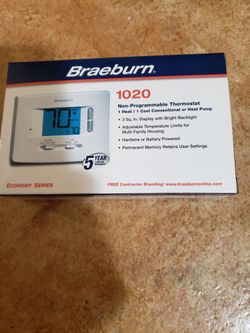 Braeburn®
1020
Non-Programmable Thermostat
1 Heat / 1 Cool Conventional or Heat Pump
• 3 Sq. In. Display with Bright Backlight
• Adjustable Temperature Limits for
Multi-Family Housing
• Hardwire or Battery Powered
• Permanent Memory Retains User Settings
Braeburn
70
5 YEAR
ECONOMY SERIES
FREE Contractor Branding! www.braeburnonline.com